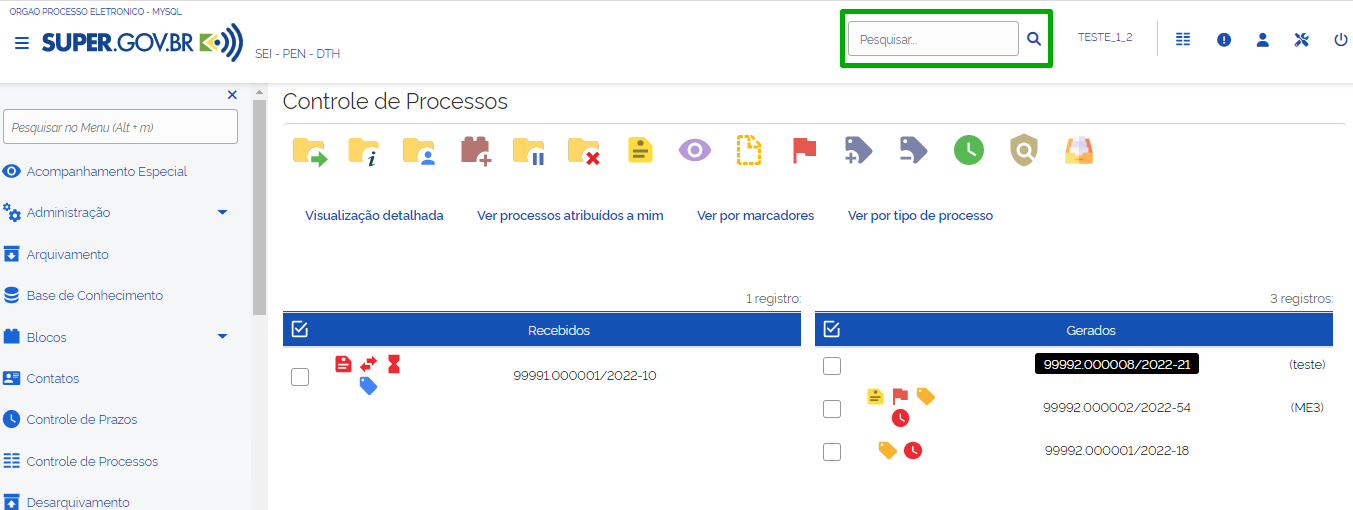 ORGAO PROCESSO ELETRONICO - MYSQL
SUPER.GOV.BR
SEI - PEN - DTH
Pesquisar...
TESTE_1_2
Pesquisar no Menu (Alt + m)
Acompanhamento Especial
Administração
Arquivamento
Base de Conhecimento
Blocos
Contatos
Controle de Prazos
Controle de Processos
Desarquivamento
Controle de Processos
Visualização detalhada
Ver processos atribuídos a mim
Ver por marcadores
Ver por tipo de processo
1 registro:
Recebidos
99991.000001/2022-10
3 registros:
Gerados
99992.000008/2022-21 (teste)
99992.000002/2022-54 (ME3)
99992.000001/2022-18